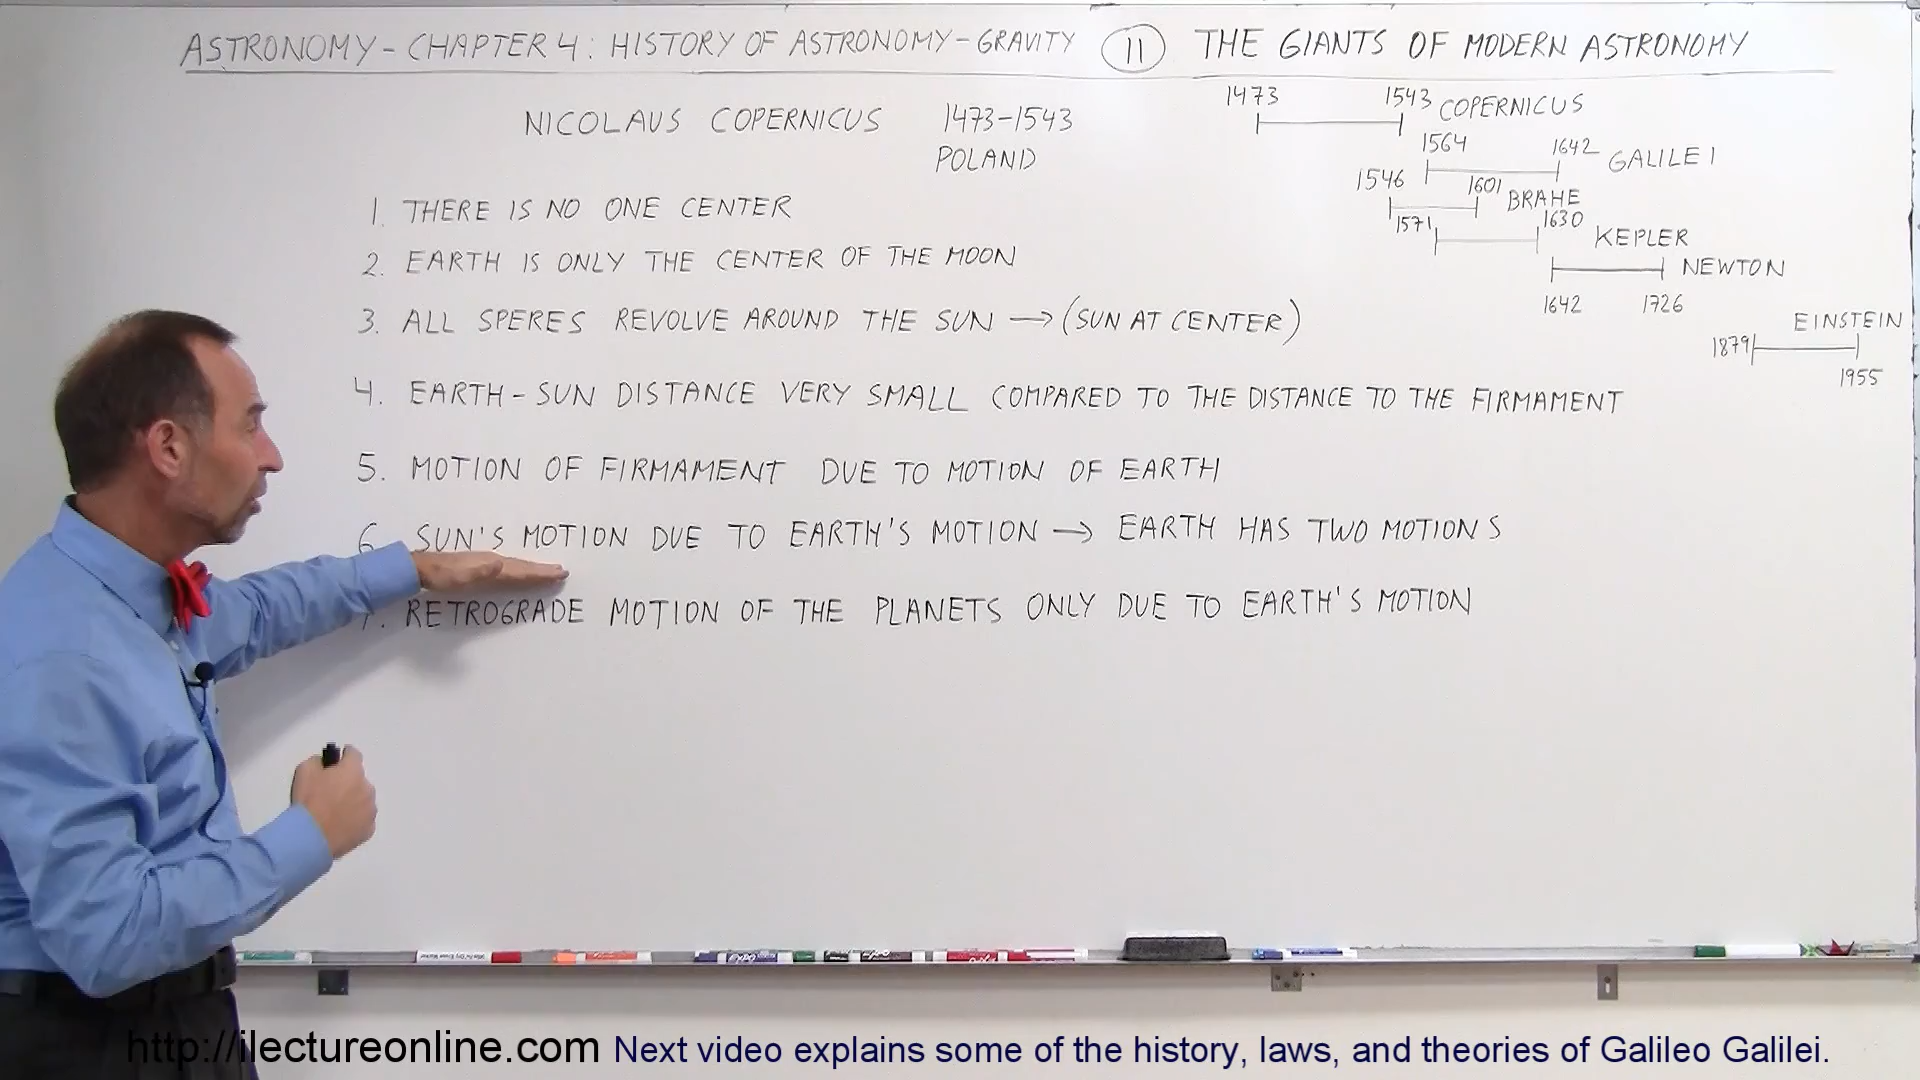 ASTRONOMY - CHAPTER 4: HISTORY OF ASTRONOMY - GRAVITY 11 THE GIANTS OF MODERN ASTRONOMY
NICOLAUS COPERNICUS 1473-1543
POLAND
1473 1543 COPERNICUS
1564 1642 GALILEI
1546 1601 BRAHE
1571 1630 KEPLER
NEWTON
1642 1726
EINSTEIN
1879
1955
1. THERE IS NO ONE CENTER
2. EARTH IS ONLY THE CENTER OF THE MOON
3. ALL SPERES REVOLVE AROUND THE SUN → (SUN AT CENTER)
4. EARTH-SUN DISTANCE VERY SMALL COMPARED TO THE DISTANCE TO THE FIRMAMENT
5. MOTION OF FIRMAMENT DUE TO MOTION OF EARTH
6. SUN'S MOTION DUE TO EARTH'S MOTION → EARTH HAS TWO MOTIONS
7. RETROGRADE MOTION OF THE PLANETS ONLY DUE TO EARTH'S MOTION
http://ilectureonline.com Next video explains some of the history, laws, and theories of Galileo Galilei.